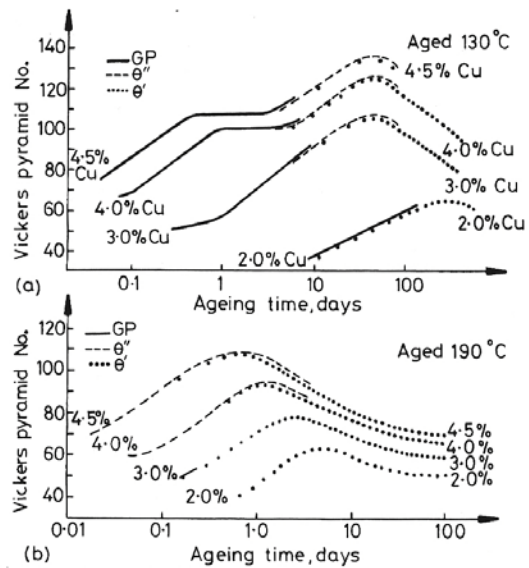 Vickers pyramid No.
140
120
100
80
60
40
GP
θ″
θ′
Aged 130°C
4·5% Cu
4·5%
Cu
4·0% Cu
3·0% Cu
2·0% Cu
4·0% Cu
3·0% Cu
2·0% Cu
(a)
0·1 1 10 100
Ageing time, days
Vickers pyramid No.
120
100
80
60
40
GP
θ″
θ′
Aged 190°C
4·5%
4·0%
3·0%
2·0%
4·5%
4·0%
3·0%
2·0%
0·01 0·1 1·0 10 100
(b)
Ageing time, days